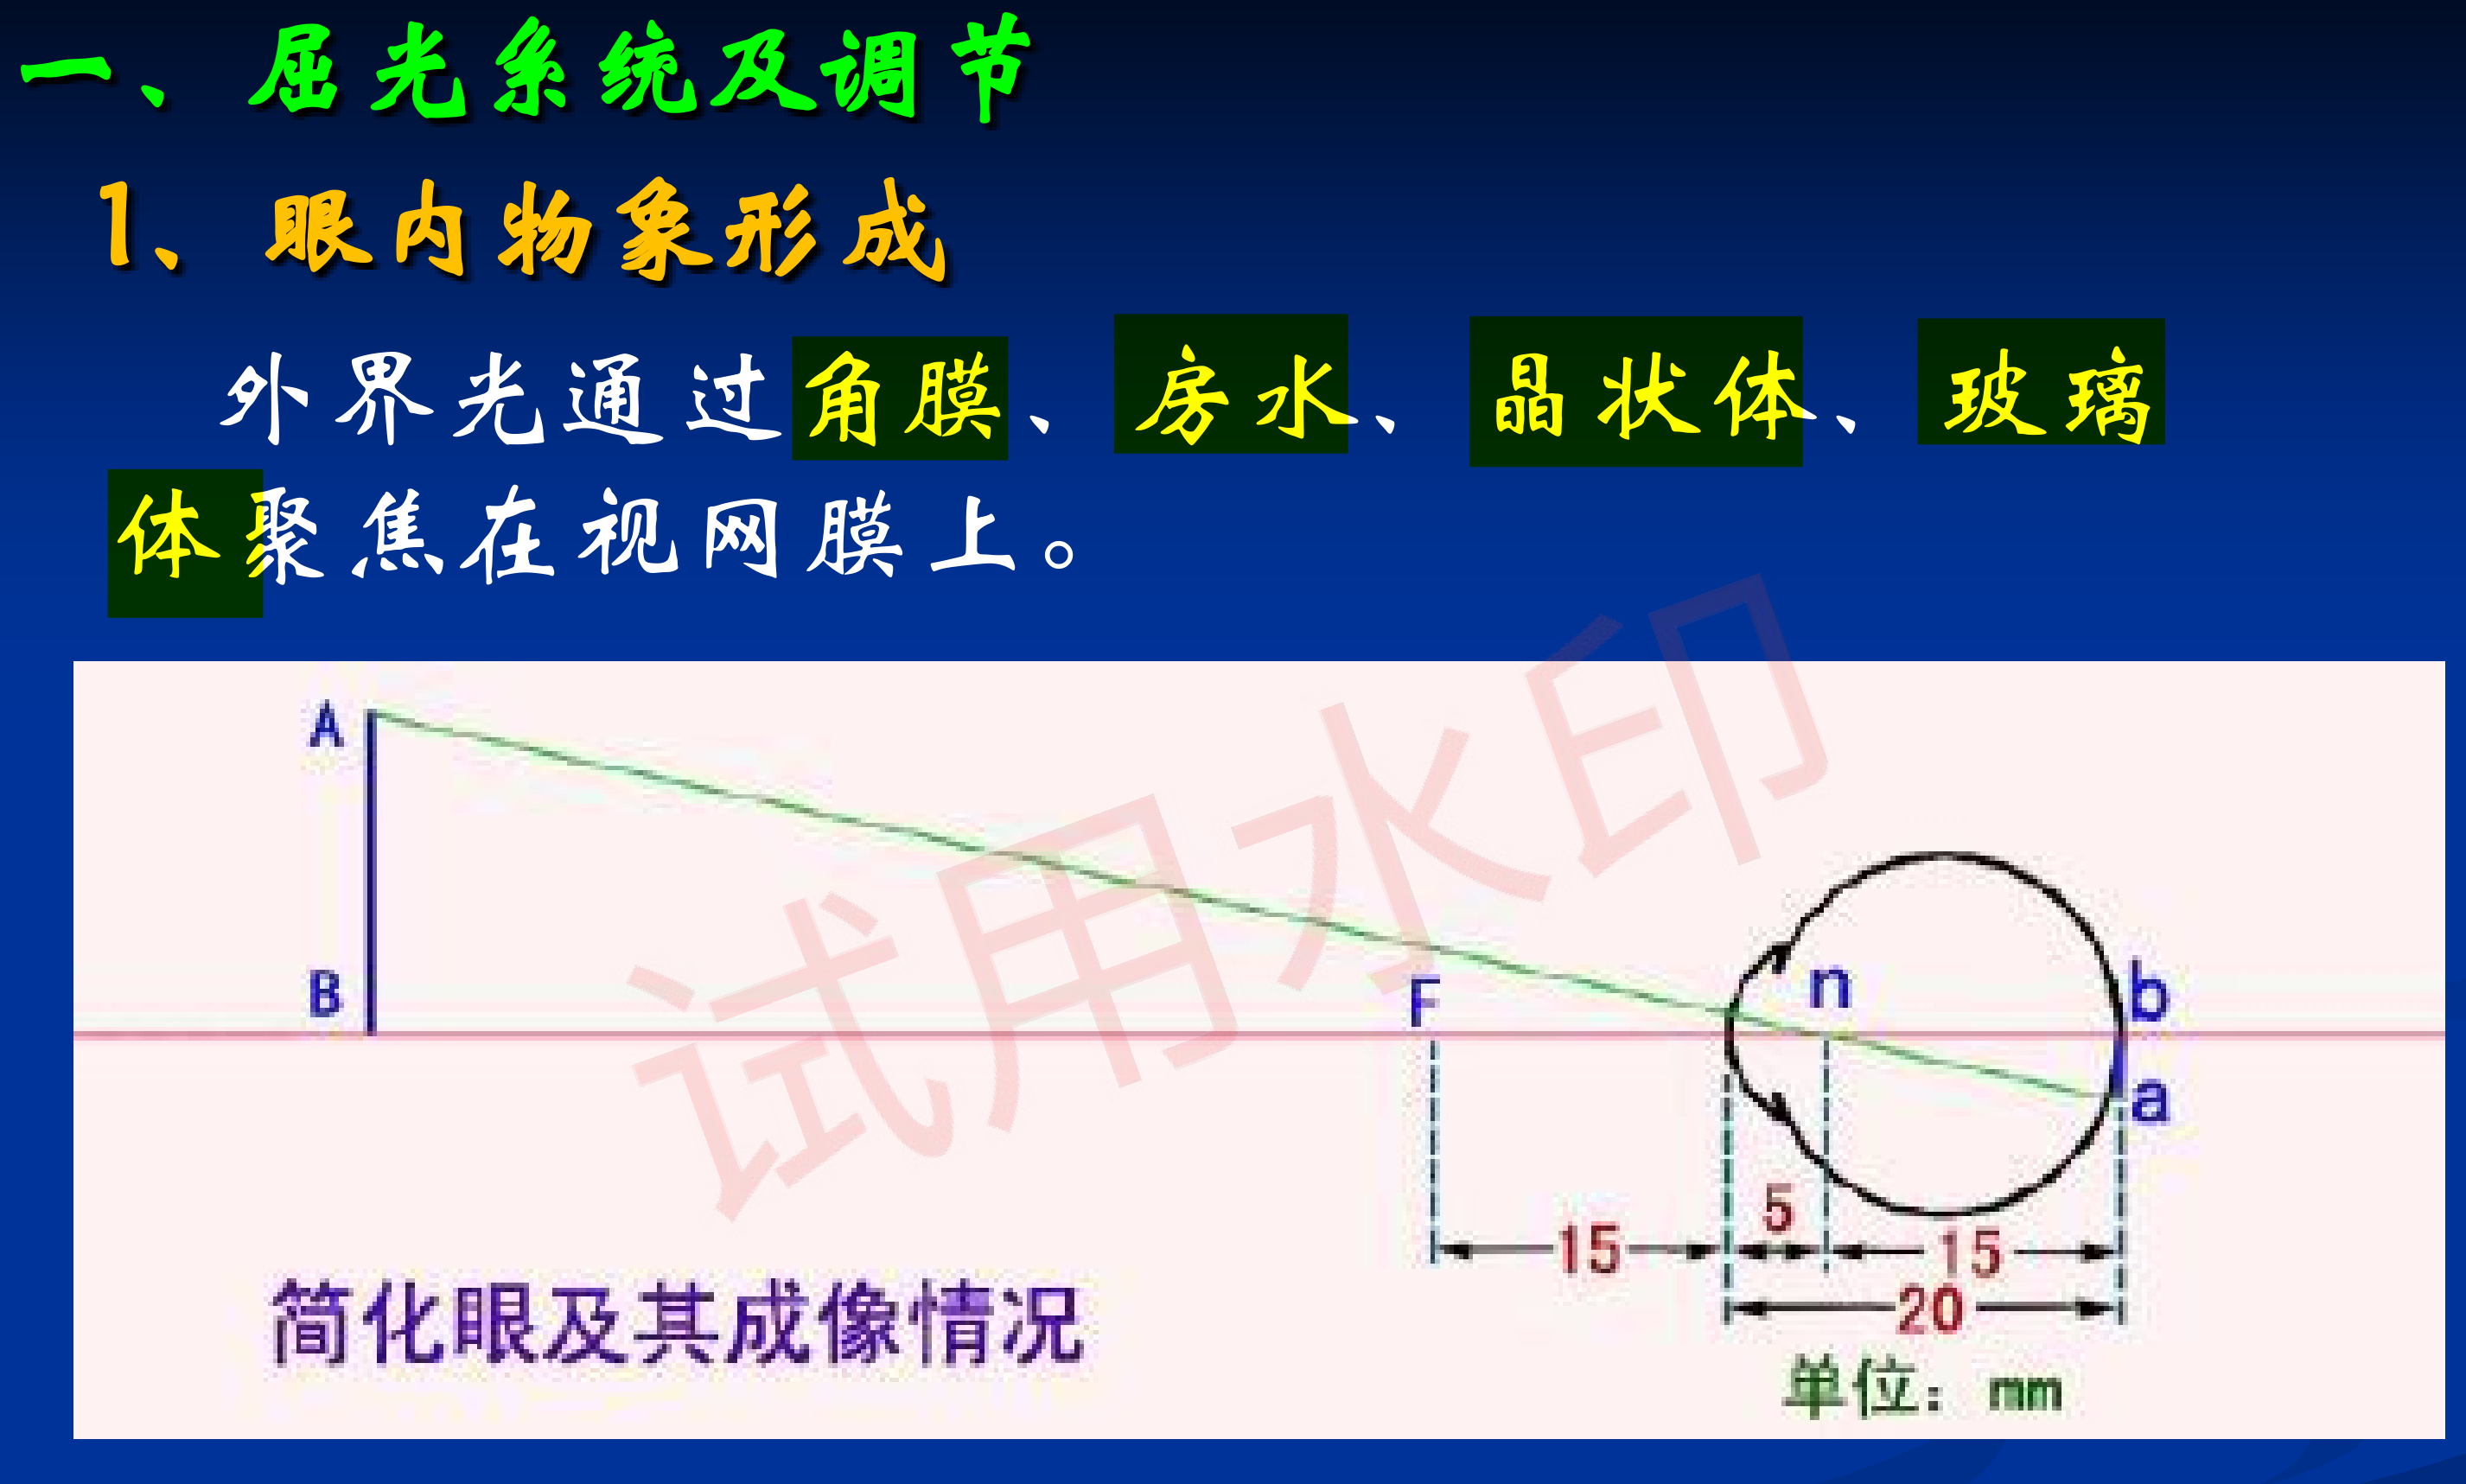 一、屈光系统及调节
1、眼内物象形成
外界光通过角膜、房水、晶状体、玻璃
体聚焦在视网膜上。
A
B
F
n
b
a
5
15
15
20
简化眼及其成像情况
单位：mm
试用水印